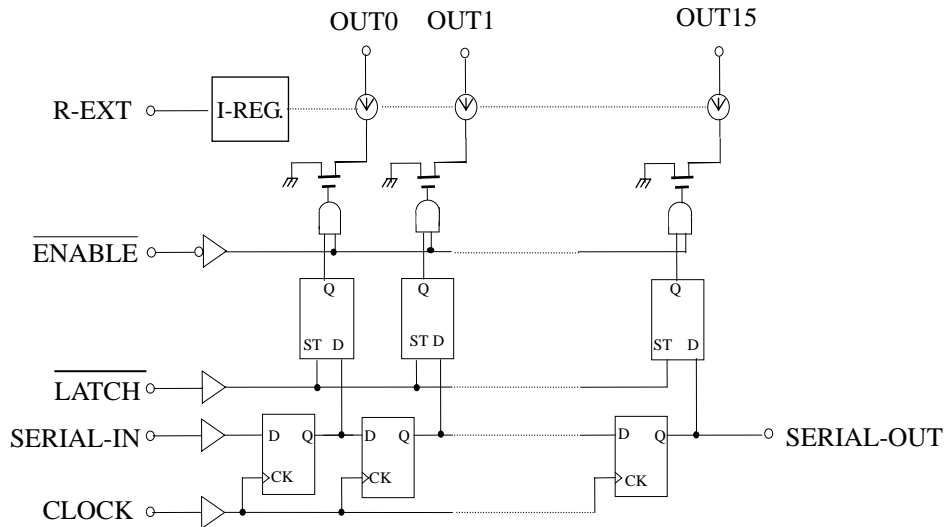 OUT0 OUT1 OUT15
R-EXT I-REG.
ENABLE
Q Q Q
ST D ST D ST D
LATCH
SERIAL-IN D Q D Q D Q SERIAL-OUT
CK CK CK
CLOCK